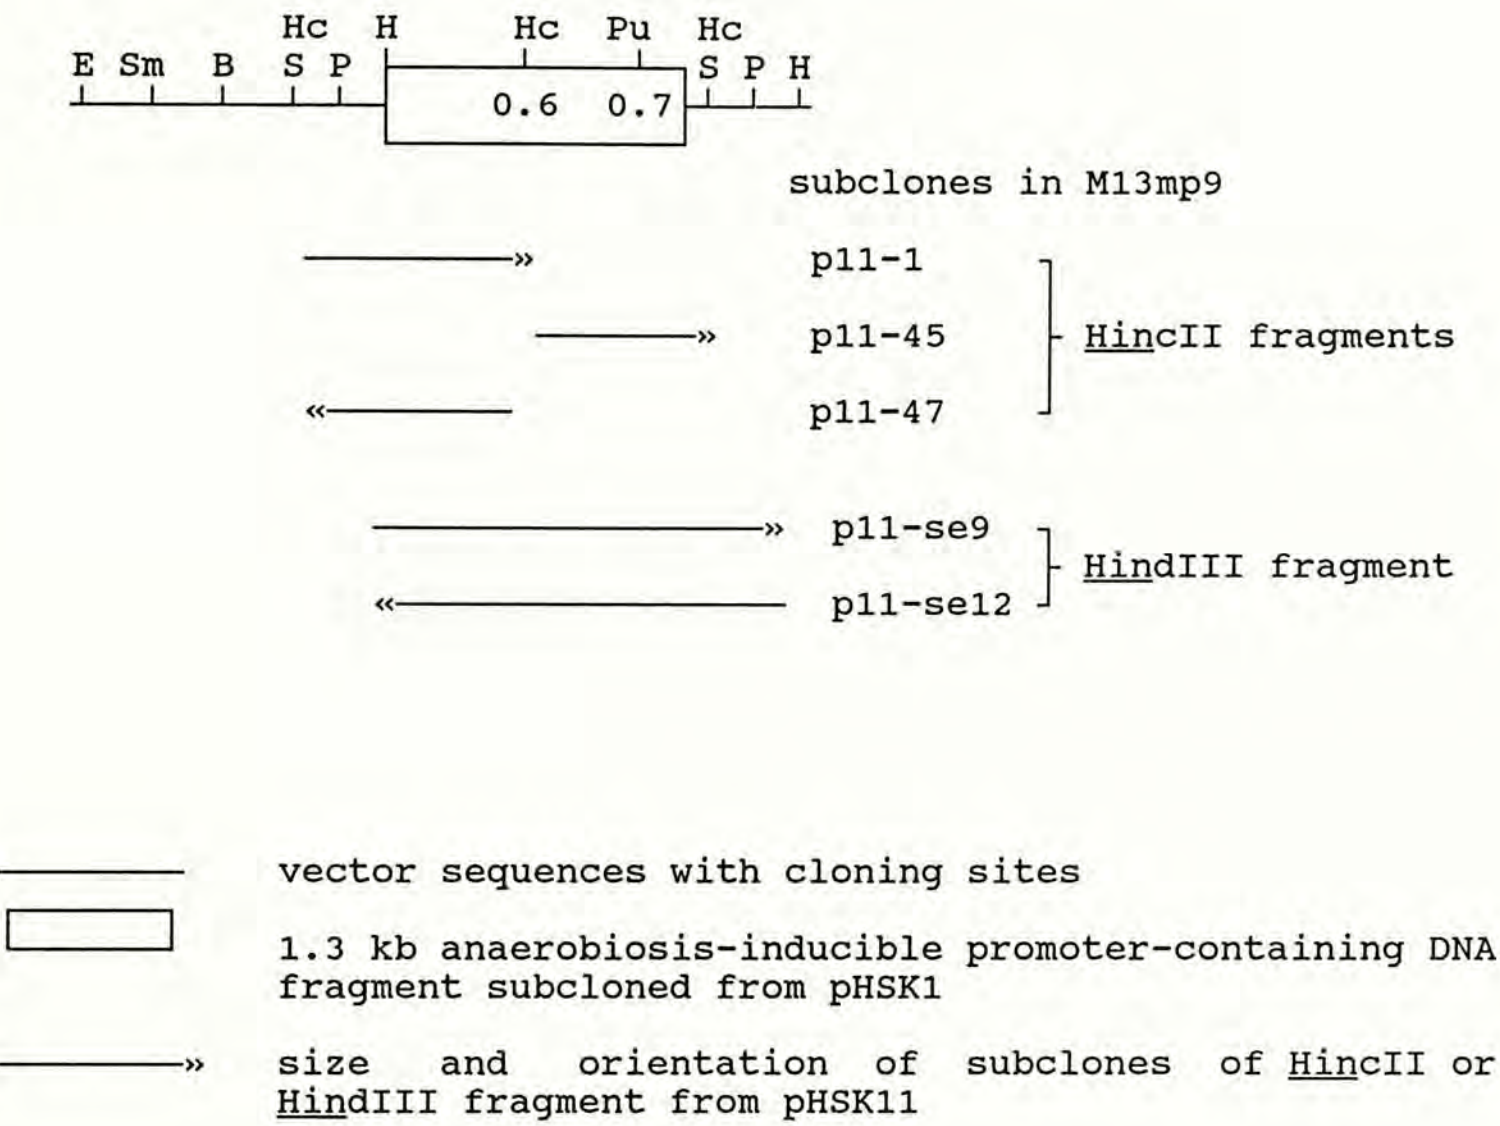 Hc H Hc Pu Hc
E Sm B S P S P H
0.6 0.7
subclones in M13mp9
p11-1
p11-45 HincII fragments
p11-47
p11-se9
HindIII fragment
p11-se12
vector sequences with cloning sites
1.3 kb anaerobiosis-inducible promoter-containing DNA
fragment subcloned from pHSK1
size and orientation of subclones of HincII or
HindIII fragment from pHSK11